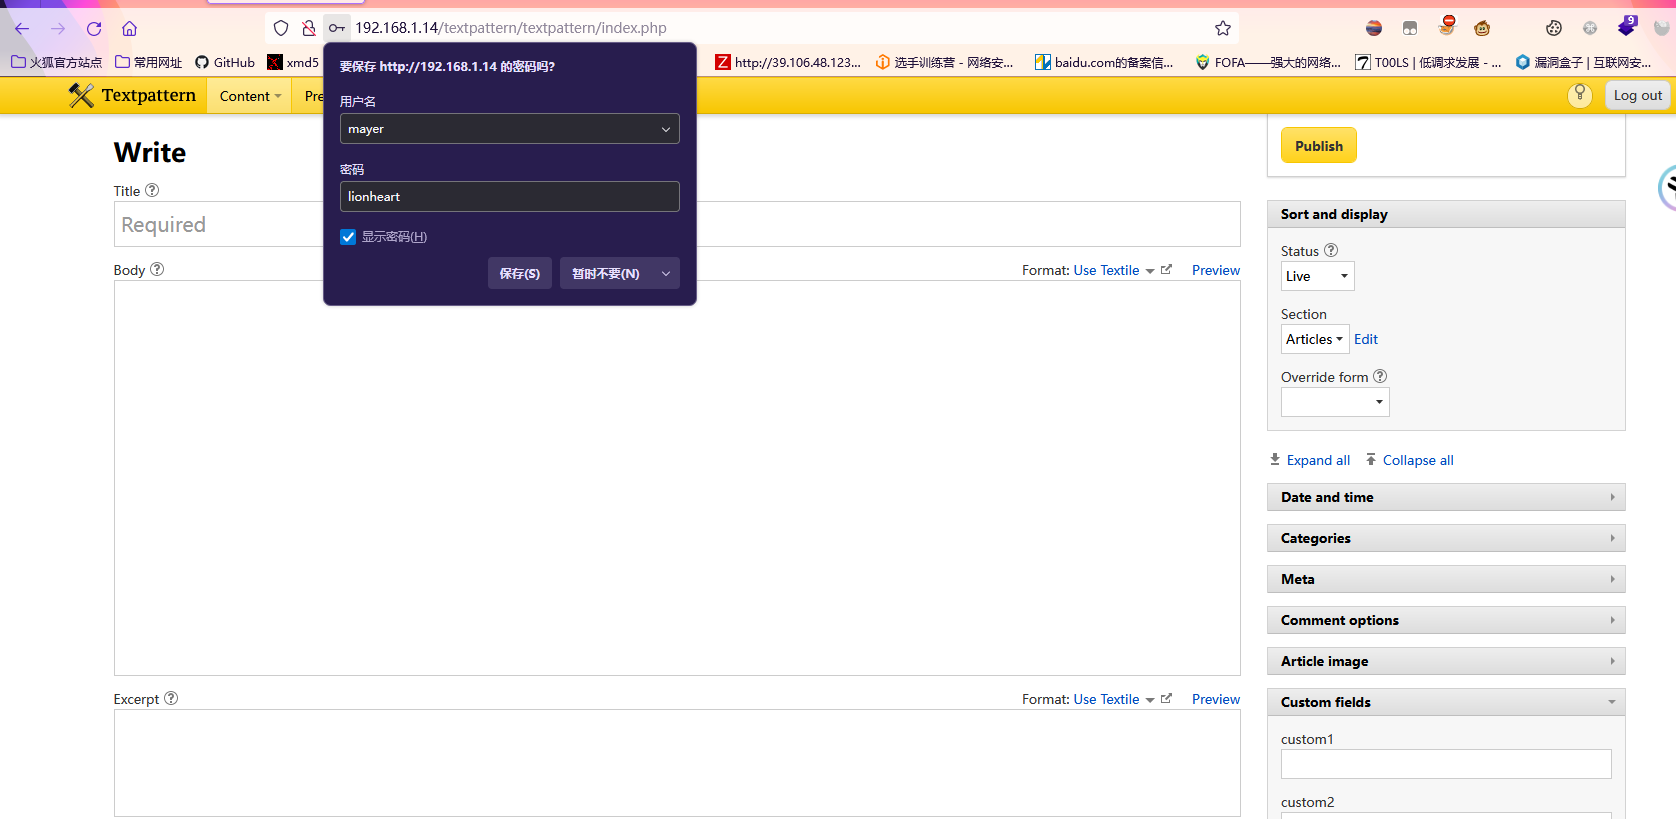 192.168.1.14/textpattern/textpattern/index.php
9
火狐官方站点 常用网址 GitHub xmd5 http://39.106.48.123... 选手训练营 - 网络安... baidu.com的备案信... FOFA——强大的网络... T00LS | 低调求发展 - ... 漏洞盒子 | 互联网安...
Textpattern Content Pre Log out
要保存 http://192.168.1.14 的密码吗?
用户名
mayer
密码
lionheart
显示密码(H)
保存(S) 暂时不要(N)
Write
Title
Required
Body Format: Use Textile Preview
Excerpt Format: Use Textile Preview
Publish
Sort and display
Status
Live
Section
Articles Edit
Override form
Expand all Collapse all
Date and time
Categories
Meta
Comment options
Article image
Custom fields
custom1
custom2